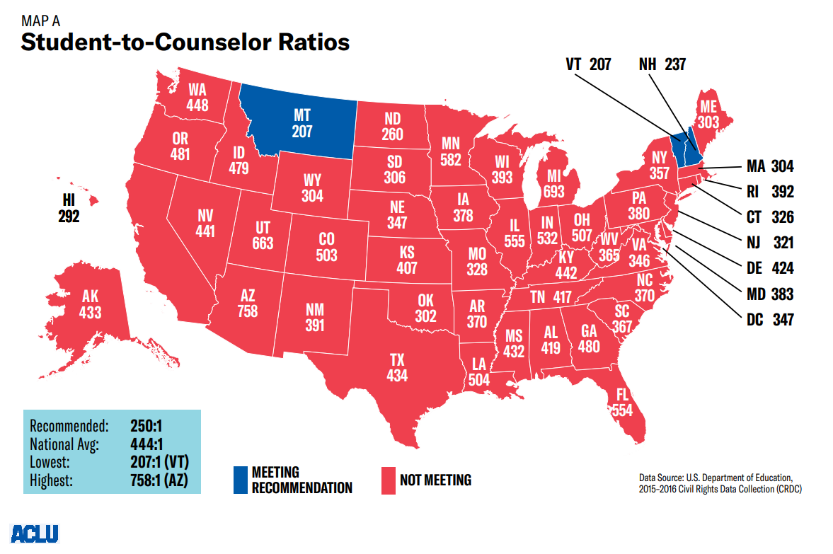 MAP A
Student-to-Counselor Ratios
VT 207
NH 237
WA
448
MT
207
ND
260
MN
582
ME
303
OR
481
ID
479
SD
306
WI
393
MI
693
NY
357
MA 304
RI 392
CT 326
NJ 321
DE 424
MD 383
DC 347
HI
292
WY
304
NE
347
IA
378
PA
380
NV
441
UT
663
CO
503
KS
407
MO
328
IL
555
IN
532
OH
507
WV
365
VA
346
KY
442
NC
370
AK
433
AZ
758
NM
391
OK
302
AR
370
TN 417
SC
367
MS
432
AL
419
GA
480
TX
434
LA
504
FL
554
Recommended: 250:1
National Avg: 444:1
Lowest: 207:1 (VT)
Highest: 758:1 (AZ)
MEETING
RECOMMENDATION
NOT MEETING
Data Source: U.S. Department of Education,
2015-2016 Civil Rights Data Collection (CRDC)
ACLU